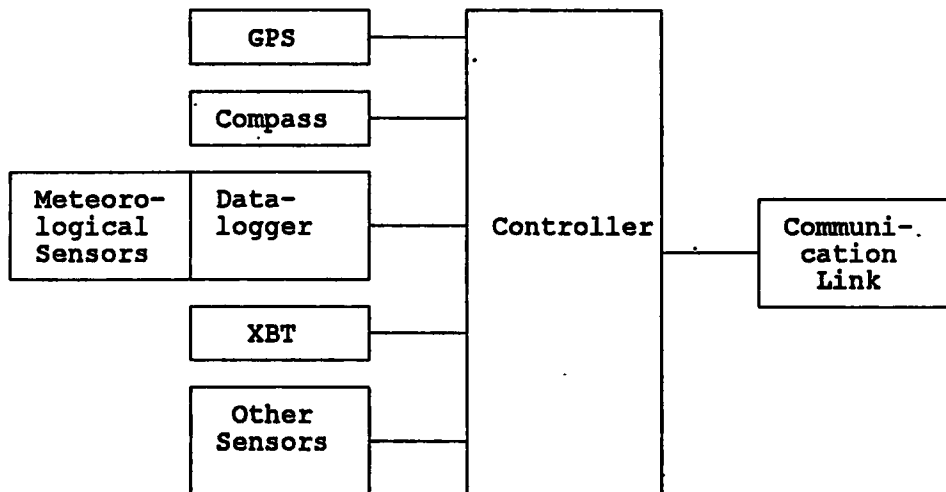 GPS
Compass
Meteoro-
logical
Sensors
Data-
logger
XBT
Other
Sensors
Controller
Communi-
cation
Link